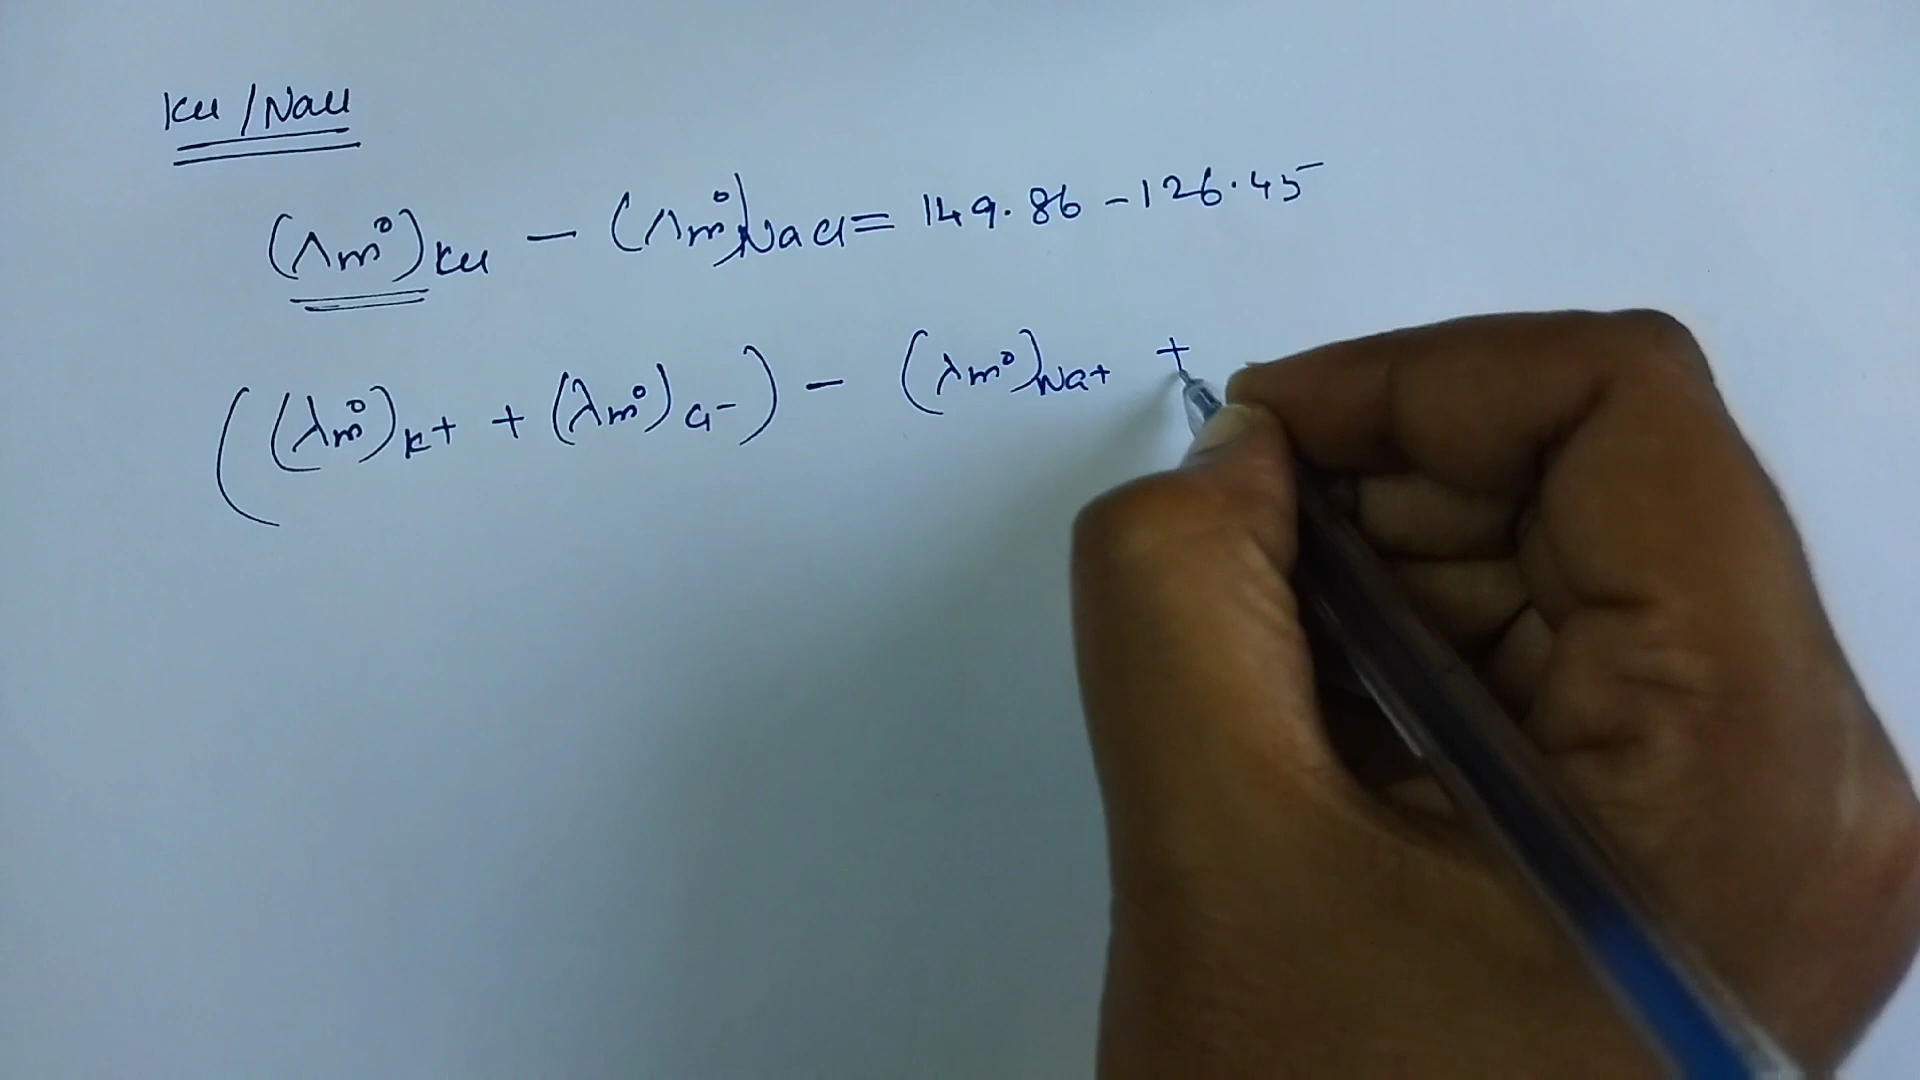 KCl / NaCl
(Λm°)KCl − (Λm°)NaCl = 149.86 − 126.45
((λm°)K+ + (λm°)Cl−) − (λm°)Na+ +